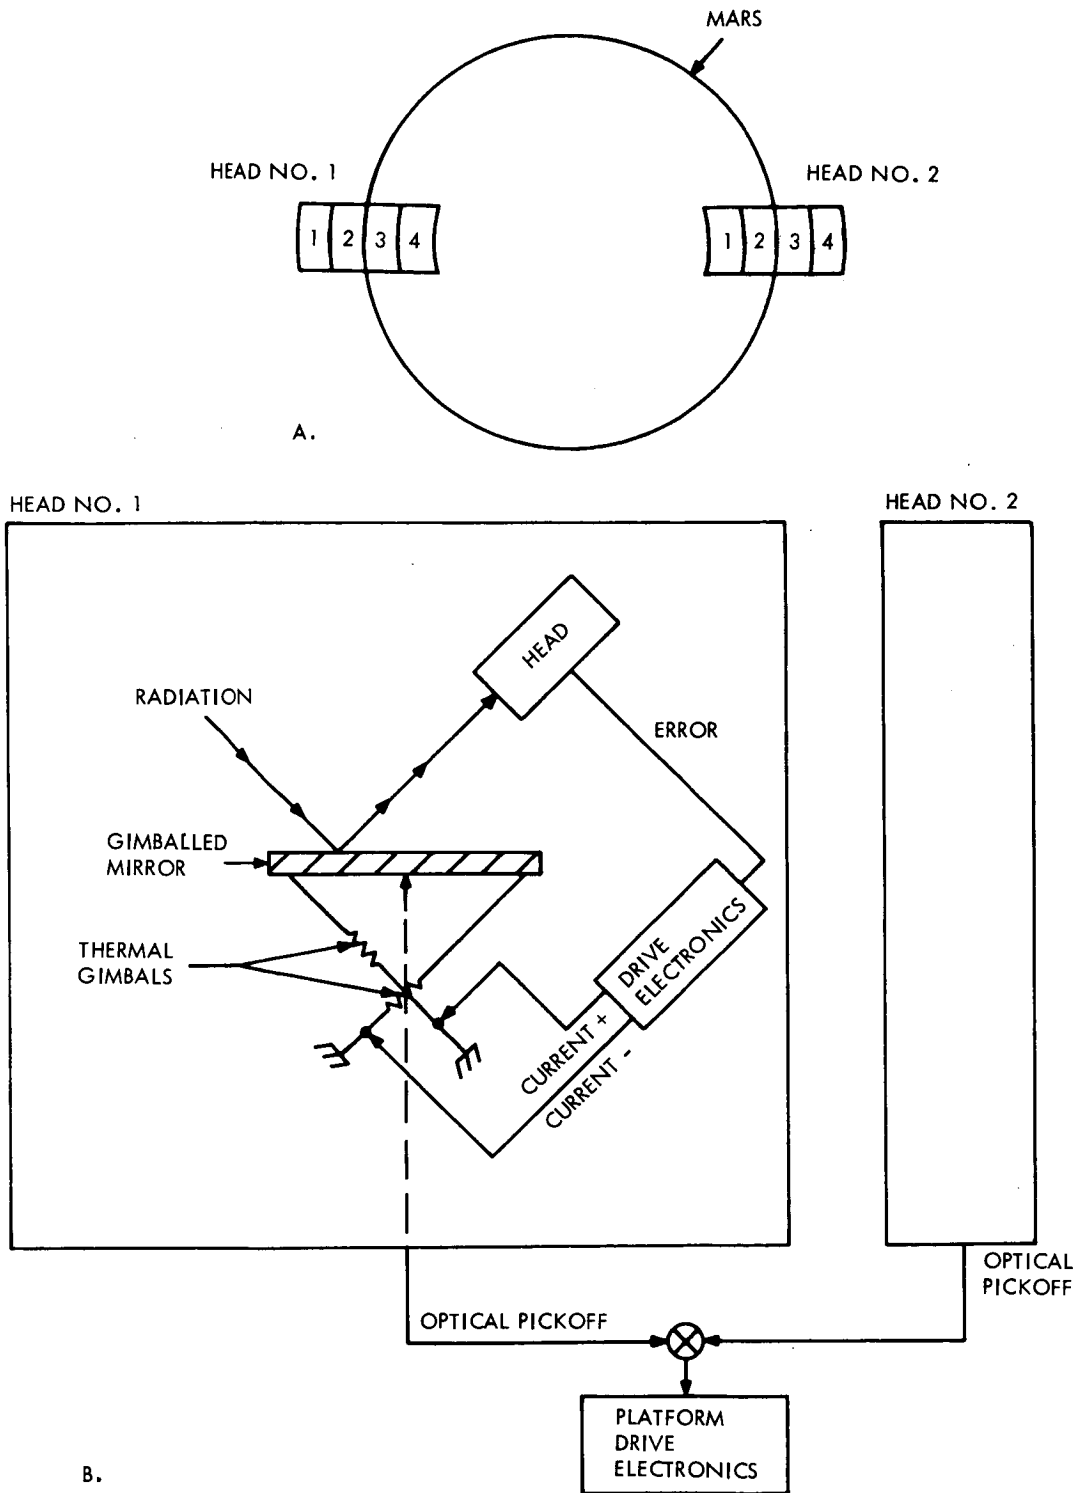 MARS
HEAD NO. 1
HEAD NO. 2
1 2 3 4
1 2 3 4
A.
HEAD NO. 1
HEAD NO. 2
HEAD
RADIATION
ERROR
GIMBALLED
MIRROR
DRIVE
ELECTRONICS
THERMAL
GIMBALS
CURRENT +
CURRENT -
OPTICAL
PICKOFF
OPTICAL PICKOFF
PLATFORM
DRIVE
ELECTRONICS
B.